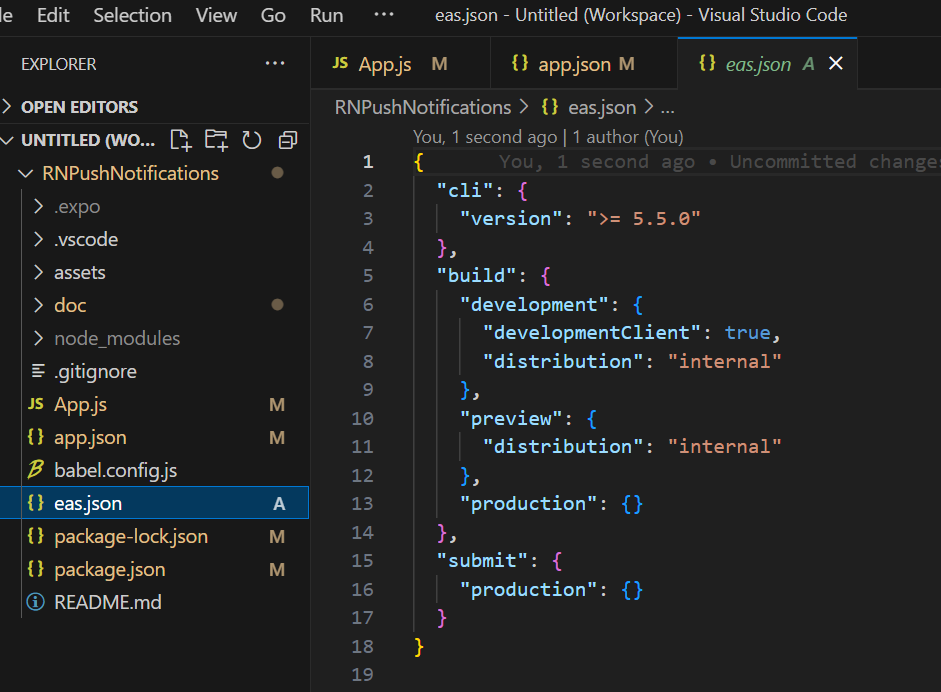 le Edit Selection View Go Run ··· eas.json - Untitled (Workspace) - Visual Studio Code
EXPLORER ···
JS App.js M {} app.json M {} eas.json A ×
OPEN EDITORS
UNTITLED (WO...
RNPushNotifications
.expo
.vscode
assets
doc
node_modules
.gitignore
JS App.js M
{} app.json M
babel.config.js
{} eas.json A
{} package-lock.json M
{} package.json M
README.md
RNPushNotifications > {} eas.json > ...
You, 1 second ago | 1 author (You)
1 { You, 1 second ago • Uncommitted changes
2 "cli": {
3 "version": ">= 5.5.0"
4 },
5 "build": {
6 "development": {
7 "developmentClient": true,
8 "distribution": "internal"
9 },
10 "preview": {
11 "distribution": "internal"
12 },
13 "production": {}
14 },
15 "submit": {
16 "production": {}
17 }
18 }
19